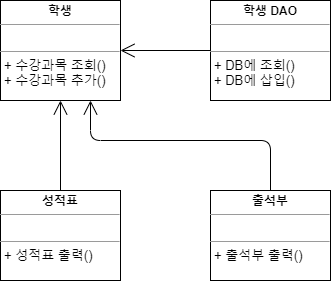 학생
+ 수강과목 조회()
+ 수강과목 추가()
학생 DAO
+ DB에 조회()
+ DB에 삽입()
성적표
+ 성적표 출력()
출석부
+ 출석부 출력()